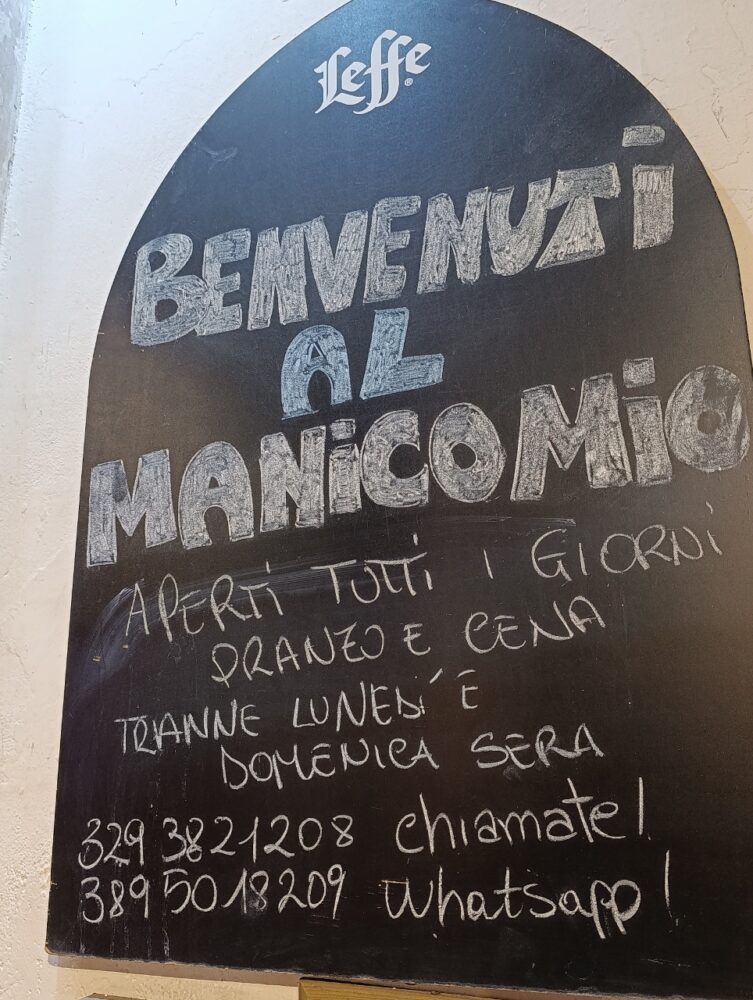 Leffe
BENVENUTI
AL
MANiCOMiO
APERTi TUTTi I GIORNi
PRANZO E CENA
TRANNE LUNEDi' E
DOMENICA SERA
329 3821208 chiamate!
389 5018209 whatsapp!